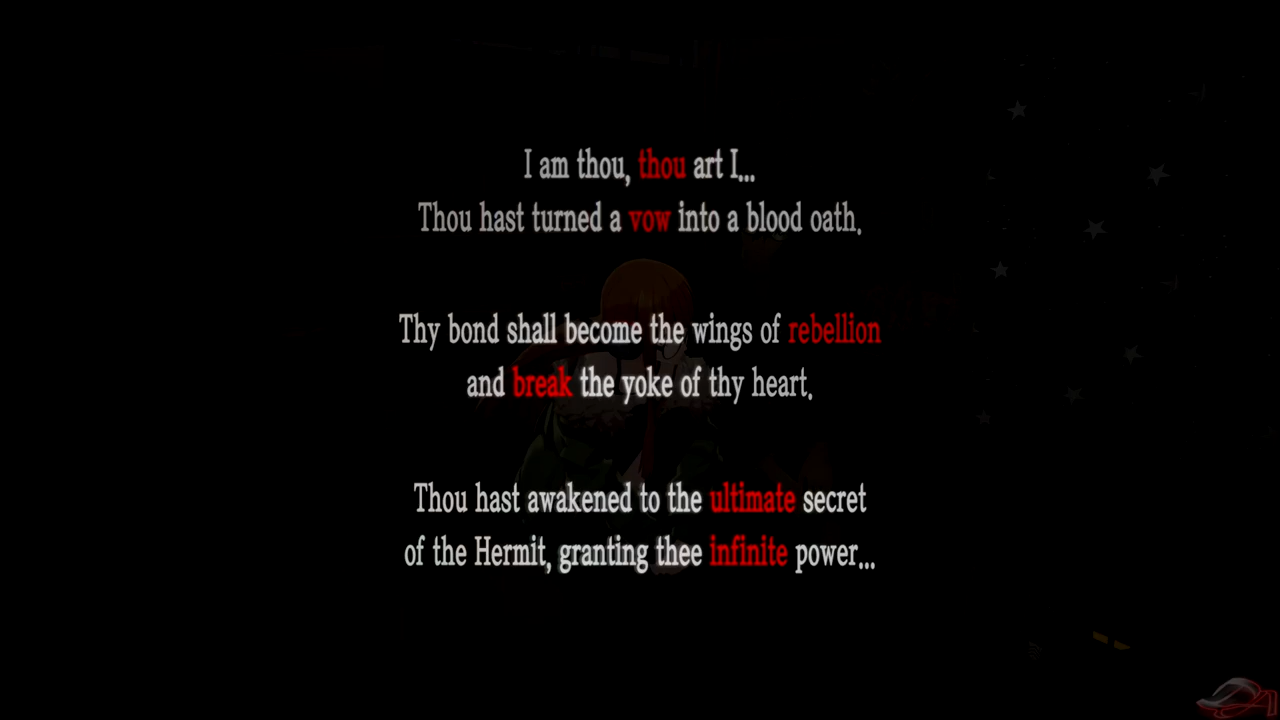 I am thou, thou art I...
Thou hast turned a vow into a blood oath.
Thy bond shall become the wings of rebellion
and break the yoke of thy heart.
Thou hast awakened to the ultimate secret
of the Hermit, granting thee infinite power...